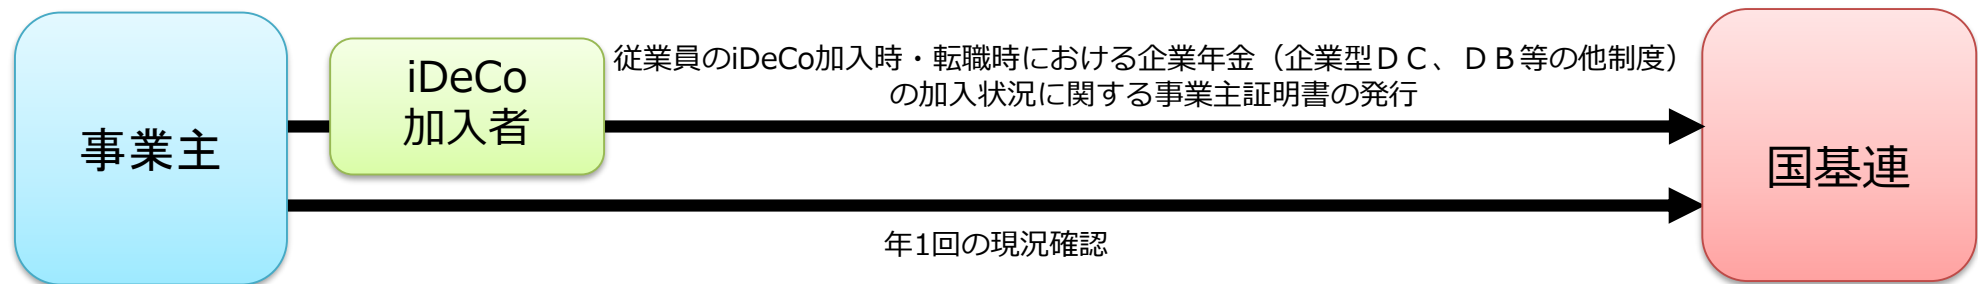 事業主
iDeCo
加入者
従業員のiDeCo加入時・転職時における企業年金（企業型ＤＣ、ＤＢ等の他制度）
の加入状況に関する事業主証明書の発行
年1回の現況確認
国基連